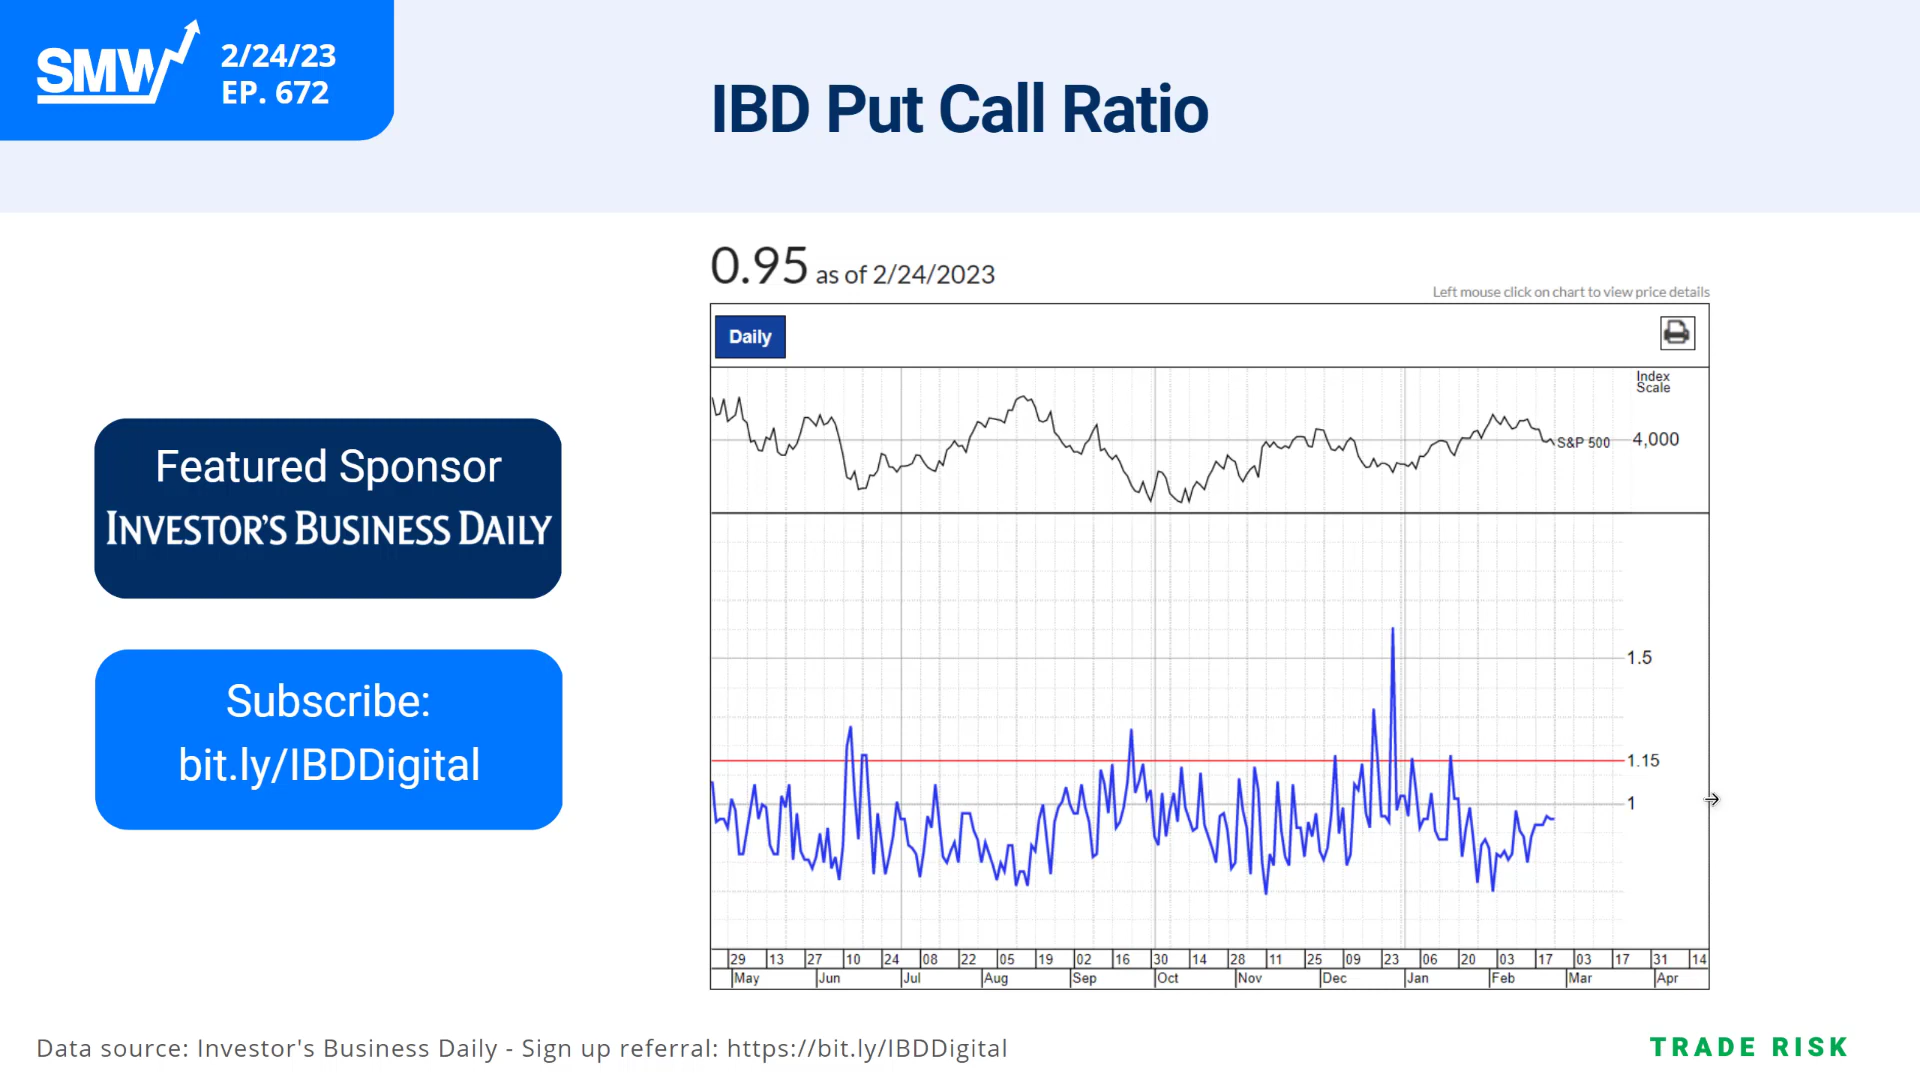 SMW
2/24/23
EP. 672
IBD Put Call Ratio
0.95 as of 2/24/2023
Left mouse click on chart to view price details
Daily
Index
Scale
S&P 500
4,000
Featured Sponsor
INVESTOR'S BUSINESS DAILY
Subscribe:
bit.ly/IBDDigital
1.5
1.15
1
29 13 27 10 24 08 22 05 19 02 16 30 14 28 11 25 09 23 06 20 03 17 03 17 31 14
May Jun Jul Aug Sep Oct Nov Dec Jan Feb Mar Apr
Data source: Investor's Business Daily - Sign up referral: https://bit.ly/IBDDigital
TRADE RISK